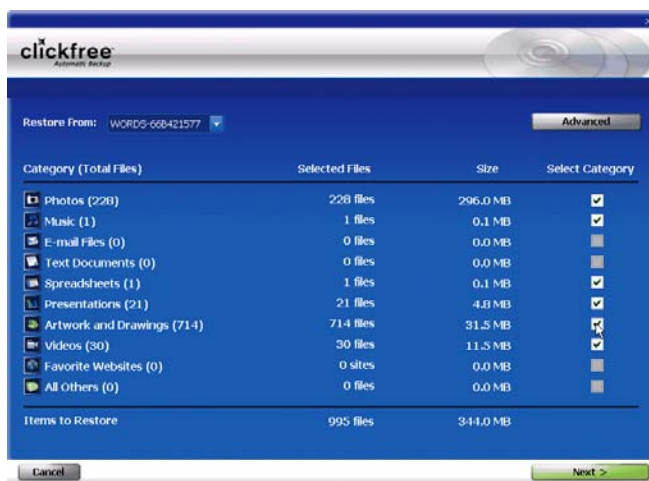 clickfree
Automatic Backup
Restore From: WORDS-66B421577 Advanced
Category (Total Files) Selected Files Size Select Category
Photos (228) 228 files 296.0 MB
Music (1) 1 files 0.1 MB
E-mail Files (0) 0 files 0.0 MB
Text Documents (0) 0 files 0.0 MB
Spreadsheets (1) 1 files 0.1 MB
Presentations (21) 21 files 4.8 MB
Artwork and Drawings (714) 714 files 31.5 MB
Videos (30) 30 files 11.5 MB
Favorite Websites (0) 0 sites 0.0 MB
All Others (0) 0 files 0.0 MB
Items to Restore 995 files 344.0 MB
Cancel Next >